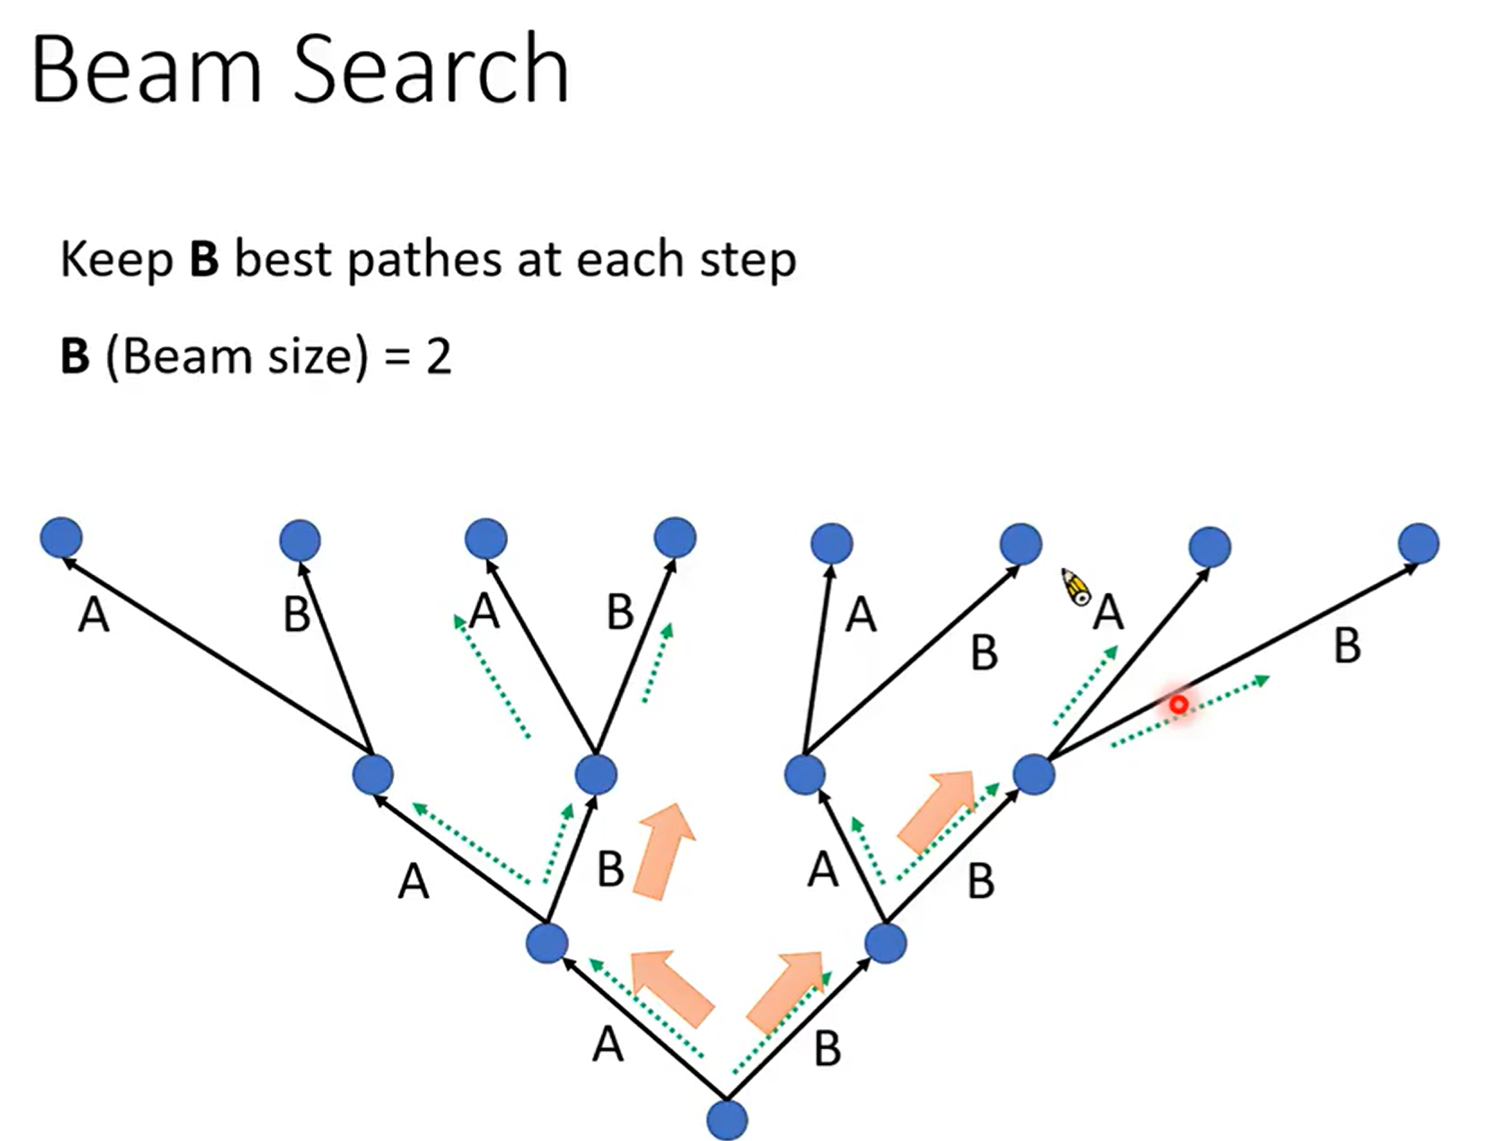 Beam Search
Keep B best pathes at each step
B (Beam size) = 2
A B A B A B A B
A B A B
A B